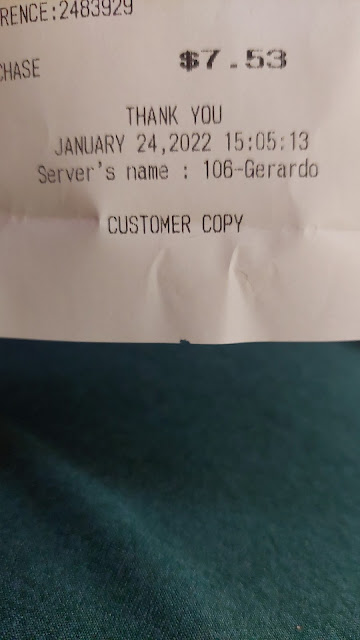 RENCE:2483929
CHASE $7.53
THANK YOU
JANUARY 24,2022 15:05:13
Server's name : 106-Gerardo
CUSTOMER COPY